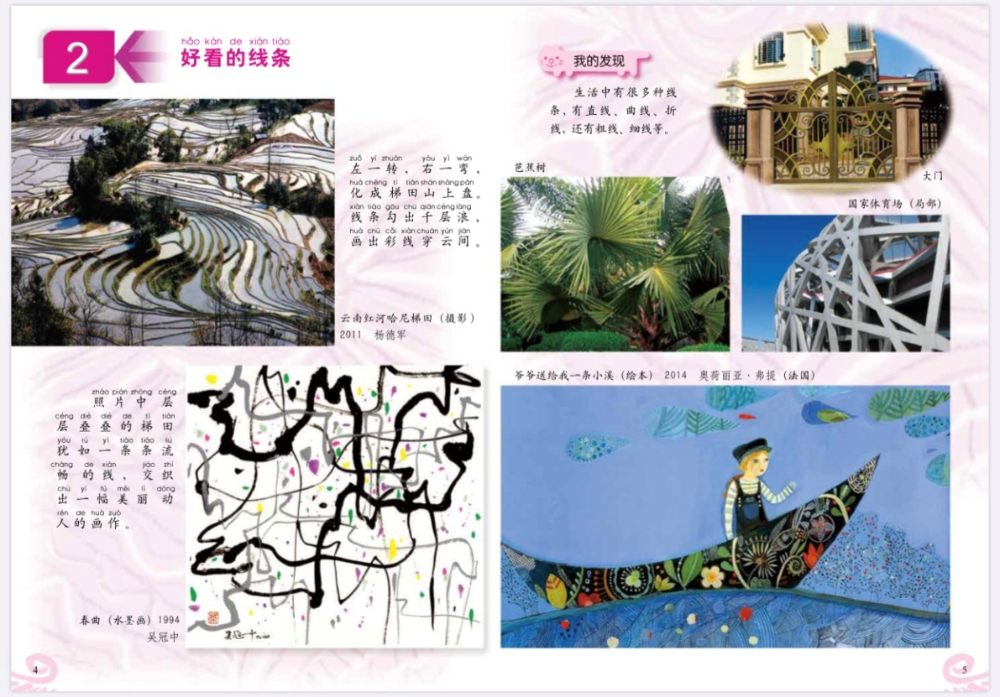 2
hǎo kàn de xiàn tiáo
好看的线条
zuǒ yí zhuàn yòu yì wān
左一转，右一弯，
huà chéng tī tián shān shàng pán
化成梯田山上盘。
xiàn tiáo gōu chū qiān céng làng
线条勾出千层浪，
huà chū cǎi xiàn chuān yún jiān
画出彩线穿云间。
云南红河哈尼梯田（摄影）
2011 杨德军
zhào piàn zhōng céng
照片中层
céng dié dié de tī tián
层叠叠的梯田
yóu rú yì tiáo tiáo liú
犹如一条条流
chàng de xiàn jiāo zhī
畅的线，交织
chū yì fú měi lì dòng
出一幅美丽动
rén de huà zuò
人的画作。
春曲（水墨画）1994
吴冠中
4
我的发现
生活中有很多种线
条，有直线、曲线、折
线，还有粗线、细线等。
大门
芭蕉树
国家体育场（局部）
爷爷送给我一条小溪（绘本） 2014 奥荷丽亚·弗提（法国）
5